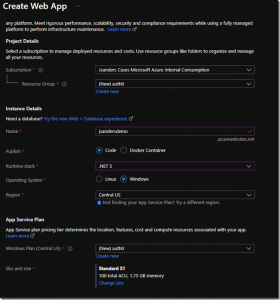 Create Web App ...
any platform. Meet rigorous performance, scalability, security and compliance requirements while using a fully managed
platform to perform infrastructure maintenance. Learn more
Project Details
Select a subscription to manage deployed resources and costs. Use resource groups like folders to organize and manage
all your resources.
Subscription *
Jsanders Cases Microsoft Azure Internal Consumption
Resource Group *
(New) auth0
Create new
Instance Details
Need a database? Try the new Web + Database experience.
Name *
jsandersdemo
.azurewebsites.net
Publish *
Code
Docker Container
Runtime stack *
.NET 5
Operating System *
Linux
Windows
Region *
Central US
Not finding your App Service Plan? Try a different region.
App Service Plan
App Service plan pricing tier determines the location, features, cost and compute resources associated with your app.
Learn more
Windows Plan (Central US) *
(New) auth0
Create new
Sku and size *
Standard S1
100 total ACU, 1.75 GB memory
Change size